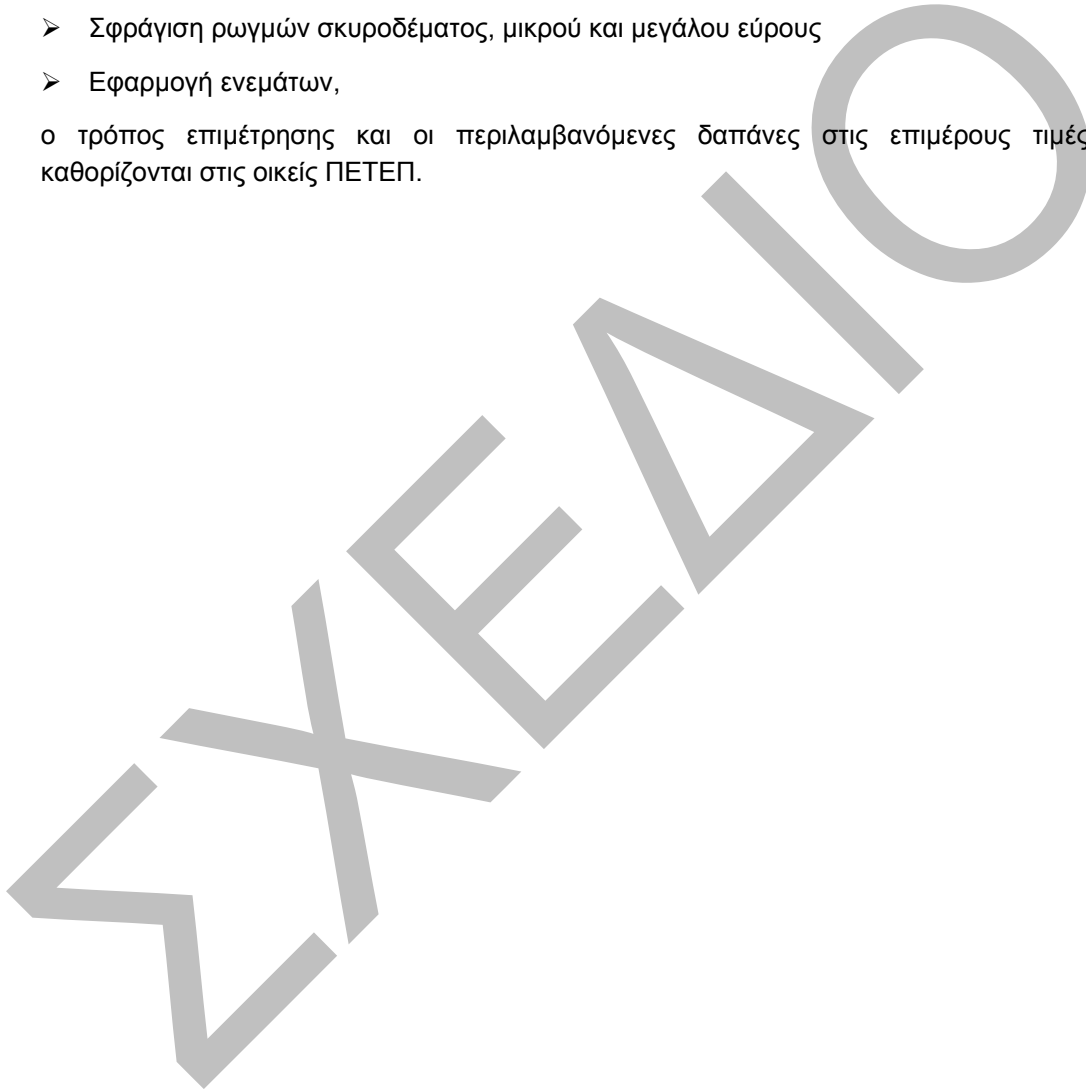 ➢ Σφράγιση ρωγμών σκυροδέματος, μικρού και μεγάλου εύρους
➢ Εφαρμογή ενεμάτων,
ο τρόπος επιμέτρησης και οι περιλαμβανόμενες δαπάνες στις επιμέρους τιμές
καθορίζονται στις οικείς ΠΕΤΕΠ.
ΣΧΕΔΙΟ